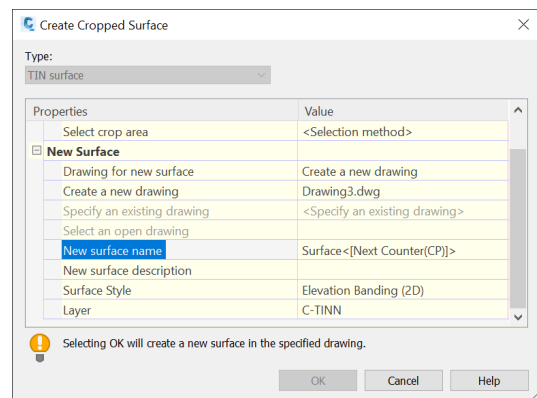 Create Cropped Surface
Type:
TIN surface
Properties Value
Select crop area <Selection method>
New Surface
Drawing for new surface Create a new drawing
Create a new drawing Drawing3.dwg
Specify an existing drawing <Specify an existing drawing>
Select an open drawing
New surface name Surface<[Next Counter(CP)]>
New surface description
Surface Style Elevation Banding (2D)
Layer C-TINN
Selecting OK will create a new surface in the specified drawing.
OK Cancel Help